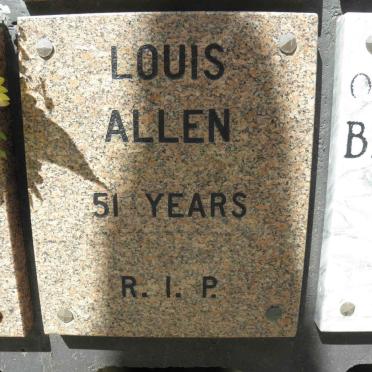 LOUIS
ALLEN
51 YEARS
R. I. P.